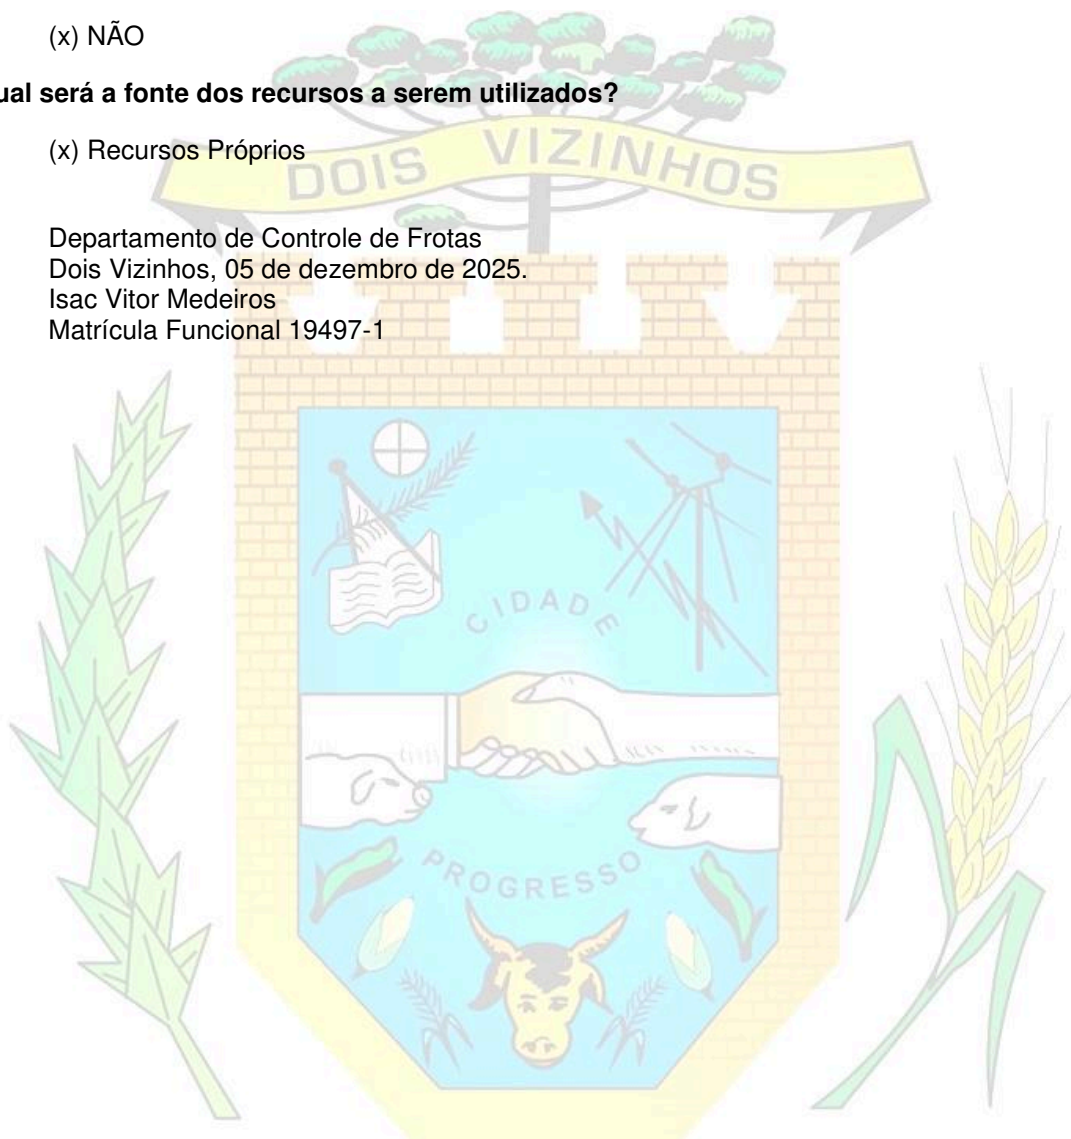 (x) NÃO
ual será a fonte dos recursos a serem utilizados?
(x) Recursos Próprios
DOIS VIZINHOS
Departamento de Controle de Frotas
Dois Vizinhos, 05 de dezembro de 2025.
Isac Vitor Medeiros
Matrícula Funcional 19497-1
CIDADE
PROGRESSO